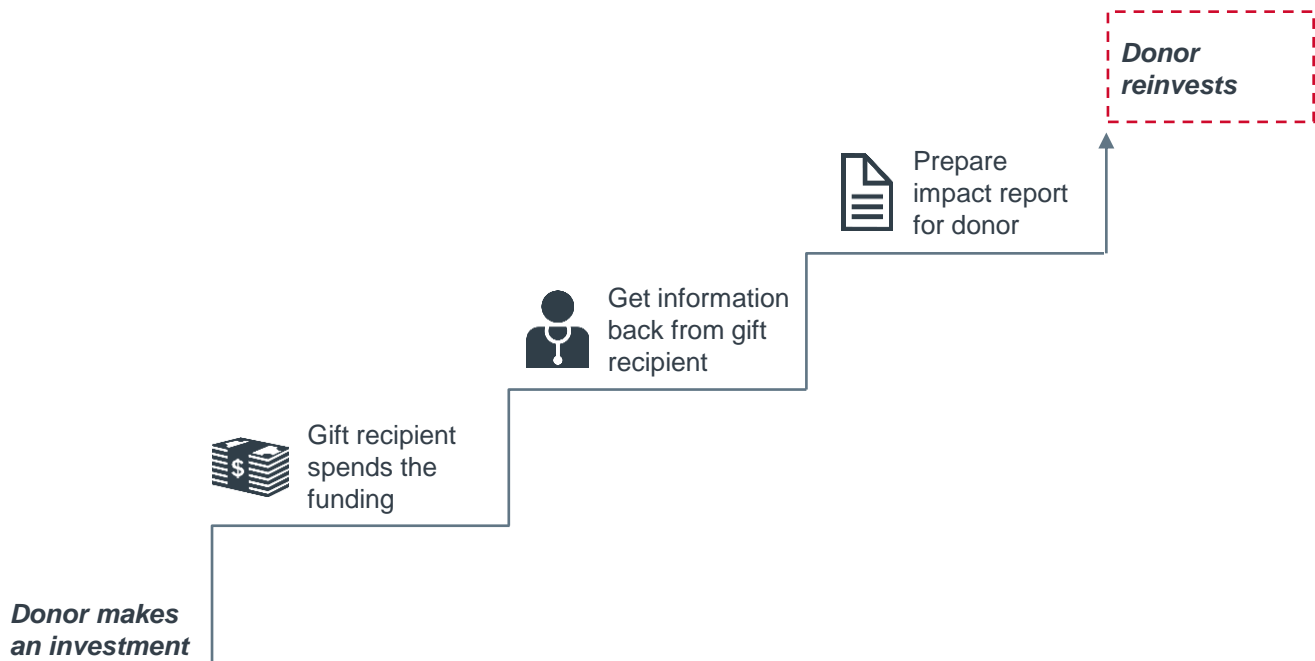 Donor
reinvests
Prepare
impact report
for donor
Get information
back from gift
recipient
Gift recipient
spends the
funding
$
Donor makes
an investment